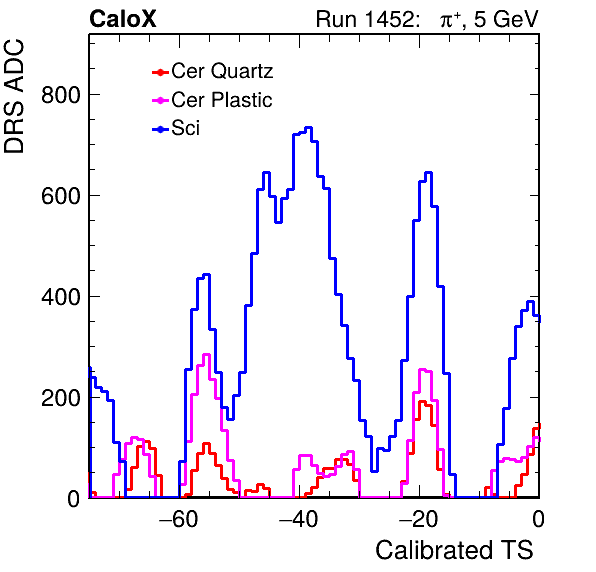 CaloX
Run 1452: π⁺, 5 GeV
DRS ADC
Cer Quartz
Cer Plastic
Sci
800
600
400
200
0
−60
−40
−20
0
Calibrated TS